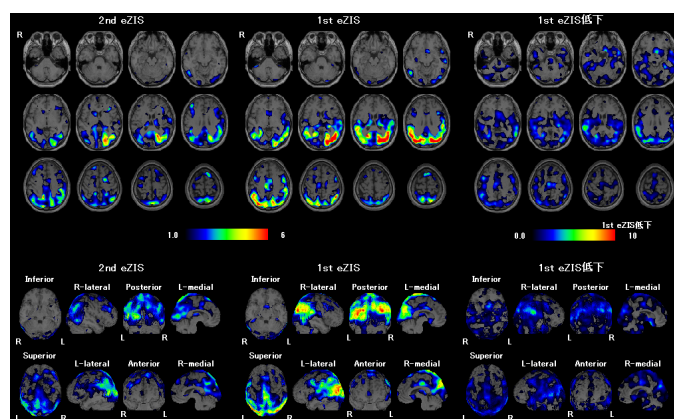 2nd eZIS 1st eZIS 1st eZIS低下
R R R
1.0 6
1st eZIS低下
0.0 10
2nd eZIS 1st eZIS 1st eZIS低下
Inferior R-lateral Posterior L-medial Inferior R-lateral Posterior L-medial Inferior R-lateral Posterior L-medial
R L R R L R R L R
Superior L-lateral Anterior R-medial Superior L-lateral Anterior R-medial Superior L-lateral Anterior R-medial
R R L R R L R R L